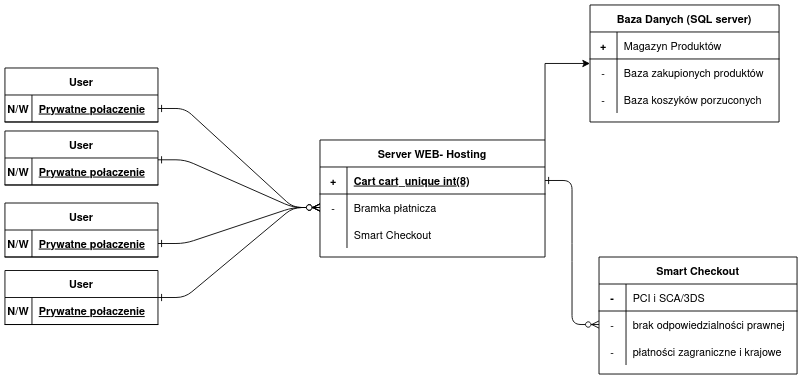 User
N/W Prywatne połaczenie
User
N/W Prywatne połaczenie
User
N/W Prywatne połaczenie
User
N/W Prywatne połaczenie
Server WEB- Hosting
+ Cart cart_unique int(8)
- Bramka płatnicza
Smart Checkout
Baza Danych (SQL server)
+ Magazyn Produktów
- Baza zakupionych produktów
- Baza koszyków porzuconych
Smart Checkout
- PCI i SCA/3DS
- brak odpowiedzialności prawnej
- płatności zagraniczne i krajowe